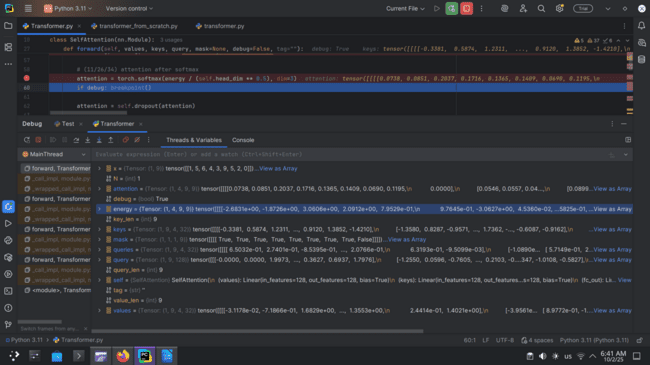 Python 3.11
Version control
Current File
True
Transformer.py
transformer_from_scratch.py
transformer.py
class SelfAttention(nn.Module): 3 usages
def forward(self, values, keys, query, mask=None, debug=False, tag=""): debug: True keys: tensor([[[[-0.3381, 0.5874, 1.2311, ..., 0.9120, 1.3852, -1.4210],\n
# (11/26/24) attention after softmax
attention = torch.softmax(energy / (self.head_dim ** 0.5), dim=3) attention: tensor([[[[0.0738, 0.0851, 0.2037, 0.1716, 0.1365, 0.1409, 0.0690, 0.1195,\n
60 if debug: breakpoint()
attention = self.dropout(attention)
Debug
Test
Transformer
Threads & Variables
Console
MainThread
Evaluate expression (Enter) or add a watch (Ctrl+Shift+Enter)
forward, Transformer
_call_impl, module.py
_wrapped_call_impl, m
forward, Transformer
_call_impl, module.py
_wrapped_call_impl, m
forward, Transformer
_call_impl, module.py
_wrapped_call_impl, m
<module>, Transform
Switch frames from any...
s = {Tensor: (1, 9)} tensor([[1, 5, 6, 4, 3, 9, 5, 2, 0]])...View as Array
N = {int} 1
attention = {Tensor: (1, 4, 9, 9)} tensor([[[[0.0738, 0.0851, 0.2037, 0.1716, 0.1365, 0.1409, 0.0690, 0.1195,\n 0.0000],\n [0.0546, 0.0557, 0.04...,\n [0.0899...View as Array
debug = {bool} True
energy = {Tensor: (1, 4, 9, 9)} tensor([[[[-2.6831e+00, -1.8726e+00, 3.0606e+00, 2.0912e+00, 7.9529e-01,\n 9.7645e-01, -3.0627e+00, 4.5360e-02, ...5825e-01,...View as Array
key_len = {int} 9
keys = {Tensor: (1, 9, 4, 32)} tensor([[[[-0.3381, 0.5874, 1.2311, ..., 0.9120, 1.3852, -1.4210],\n [-1.3580, 0.8287, -0.9571, ..., 1.7362, -...,-0.6087, -0.9162],\n...View as Array
mask = {Tensor: (1, 1, 1, 9)} tensor([[[[ True, True, True, True, True, True, True, True, False]]]])...View as Array
queries = {Tensor: (1, 9, 4, 32)} tensor([[[[ 6.5032e-01, 2.7401e-01, -8.5395e-01, ..., 2.0766e-01,\n 6.3193e-01, -9.5099e-03],\n [-1.0890e... [ 5.7149e-01, 2...View as Array
query = {Tensor: (1, 9, 128)} tensor([[[-0.0000, 0.0000, 1.9973, ..., 0.3627, 0.6937, 1.7976],\n [-1.2550, 0.0596, -0.7605, ..., 0.2103, -0....-347, -1.0108, -0.5827],\n...View as Array
query_len = {int} 9
self = {SelfAttention} SelfAttention(\n (values): Linear(in_features=128, out_features=128, bias=True)\n (keys): Linear(in_features=128, out_features...s=128, bias=True)\n (fc_out): Li...View
tag = {str} ''
value_len = {int} 9
values = {Tensor: (1, 9, 4, 32)} tensor([[[[-3.1178e-02, -7.1866e-01, 1.6829e+00, ..., 1.3553e+00,\n 2.4414e-01, 1.4021e+00],\n [-3.9561e... [ 8.9772e-01, -1...View as Array
Python 3.11 > Transformer.py
60:1 LF UTF-8 4 spaces Python 3.11 (Python 3.11)
us
6:41 AM
10/2/25